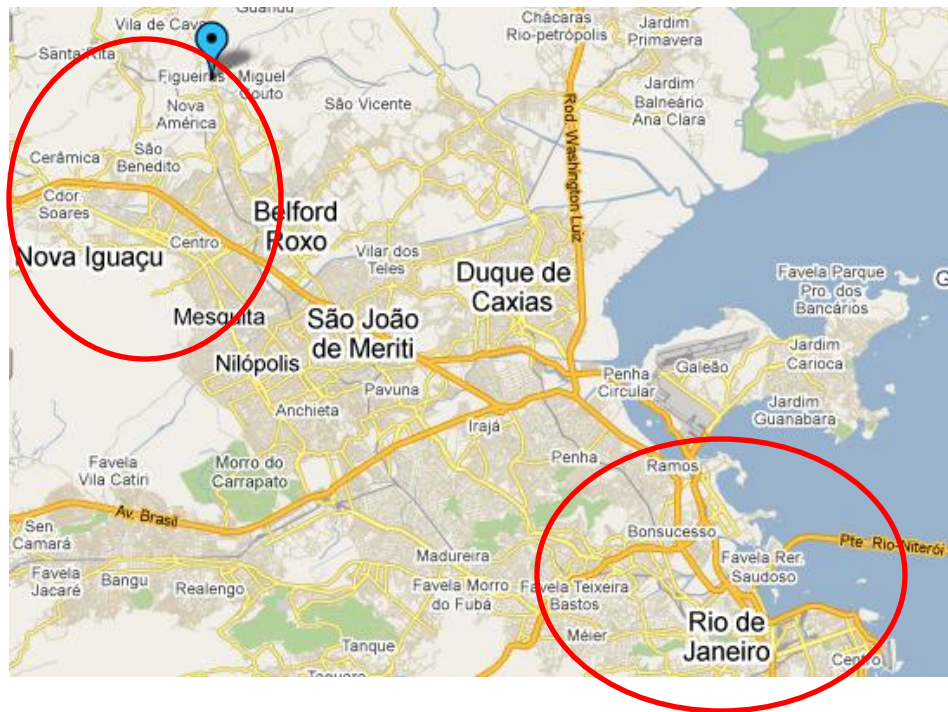 Vila de Cav
Guandu
Chácaras
Rio-petrópolis
Jardim
Primavera
Santa Rita
Figueiras
Miguel
Couto
Nova
América
São Vicente
Jardim
Balneário
Ana Clara
Rod. Washington Luiz
Cerâmica
São
Benedito
Cdor.
Soares
Belford
Roxo
Centro
Nova Iguaçu
Vilar dos
Teles
Duque de
Caxias
Favela Parque
Pro. dos
Bancários
G
Mesquita
São João
de Meriti
Nilópolis
Jardim
Carioca
Galeão
Penha
Circular
Pavuna
Anchieta
Jardim
Guanabara
Irajá
Favela
Vila Catiri
Morro do
Carrapato
Penha
Ramos
Av. Brasil
Sen.
Camará
Bonsucesso
Pte. Rio-Niterói
Madureira
Favela Rer.
Saudoso
Favela
Jacaré
Bangu
Realengo
Favela Morro
do Fubá
Favela Teixeira
Bastos
Méier
Rio de
Janeiro
Tanque
Centro